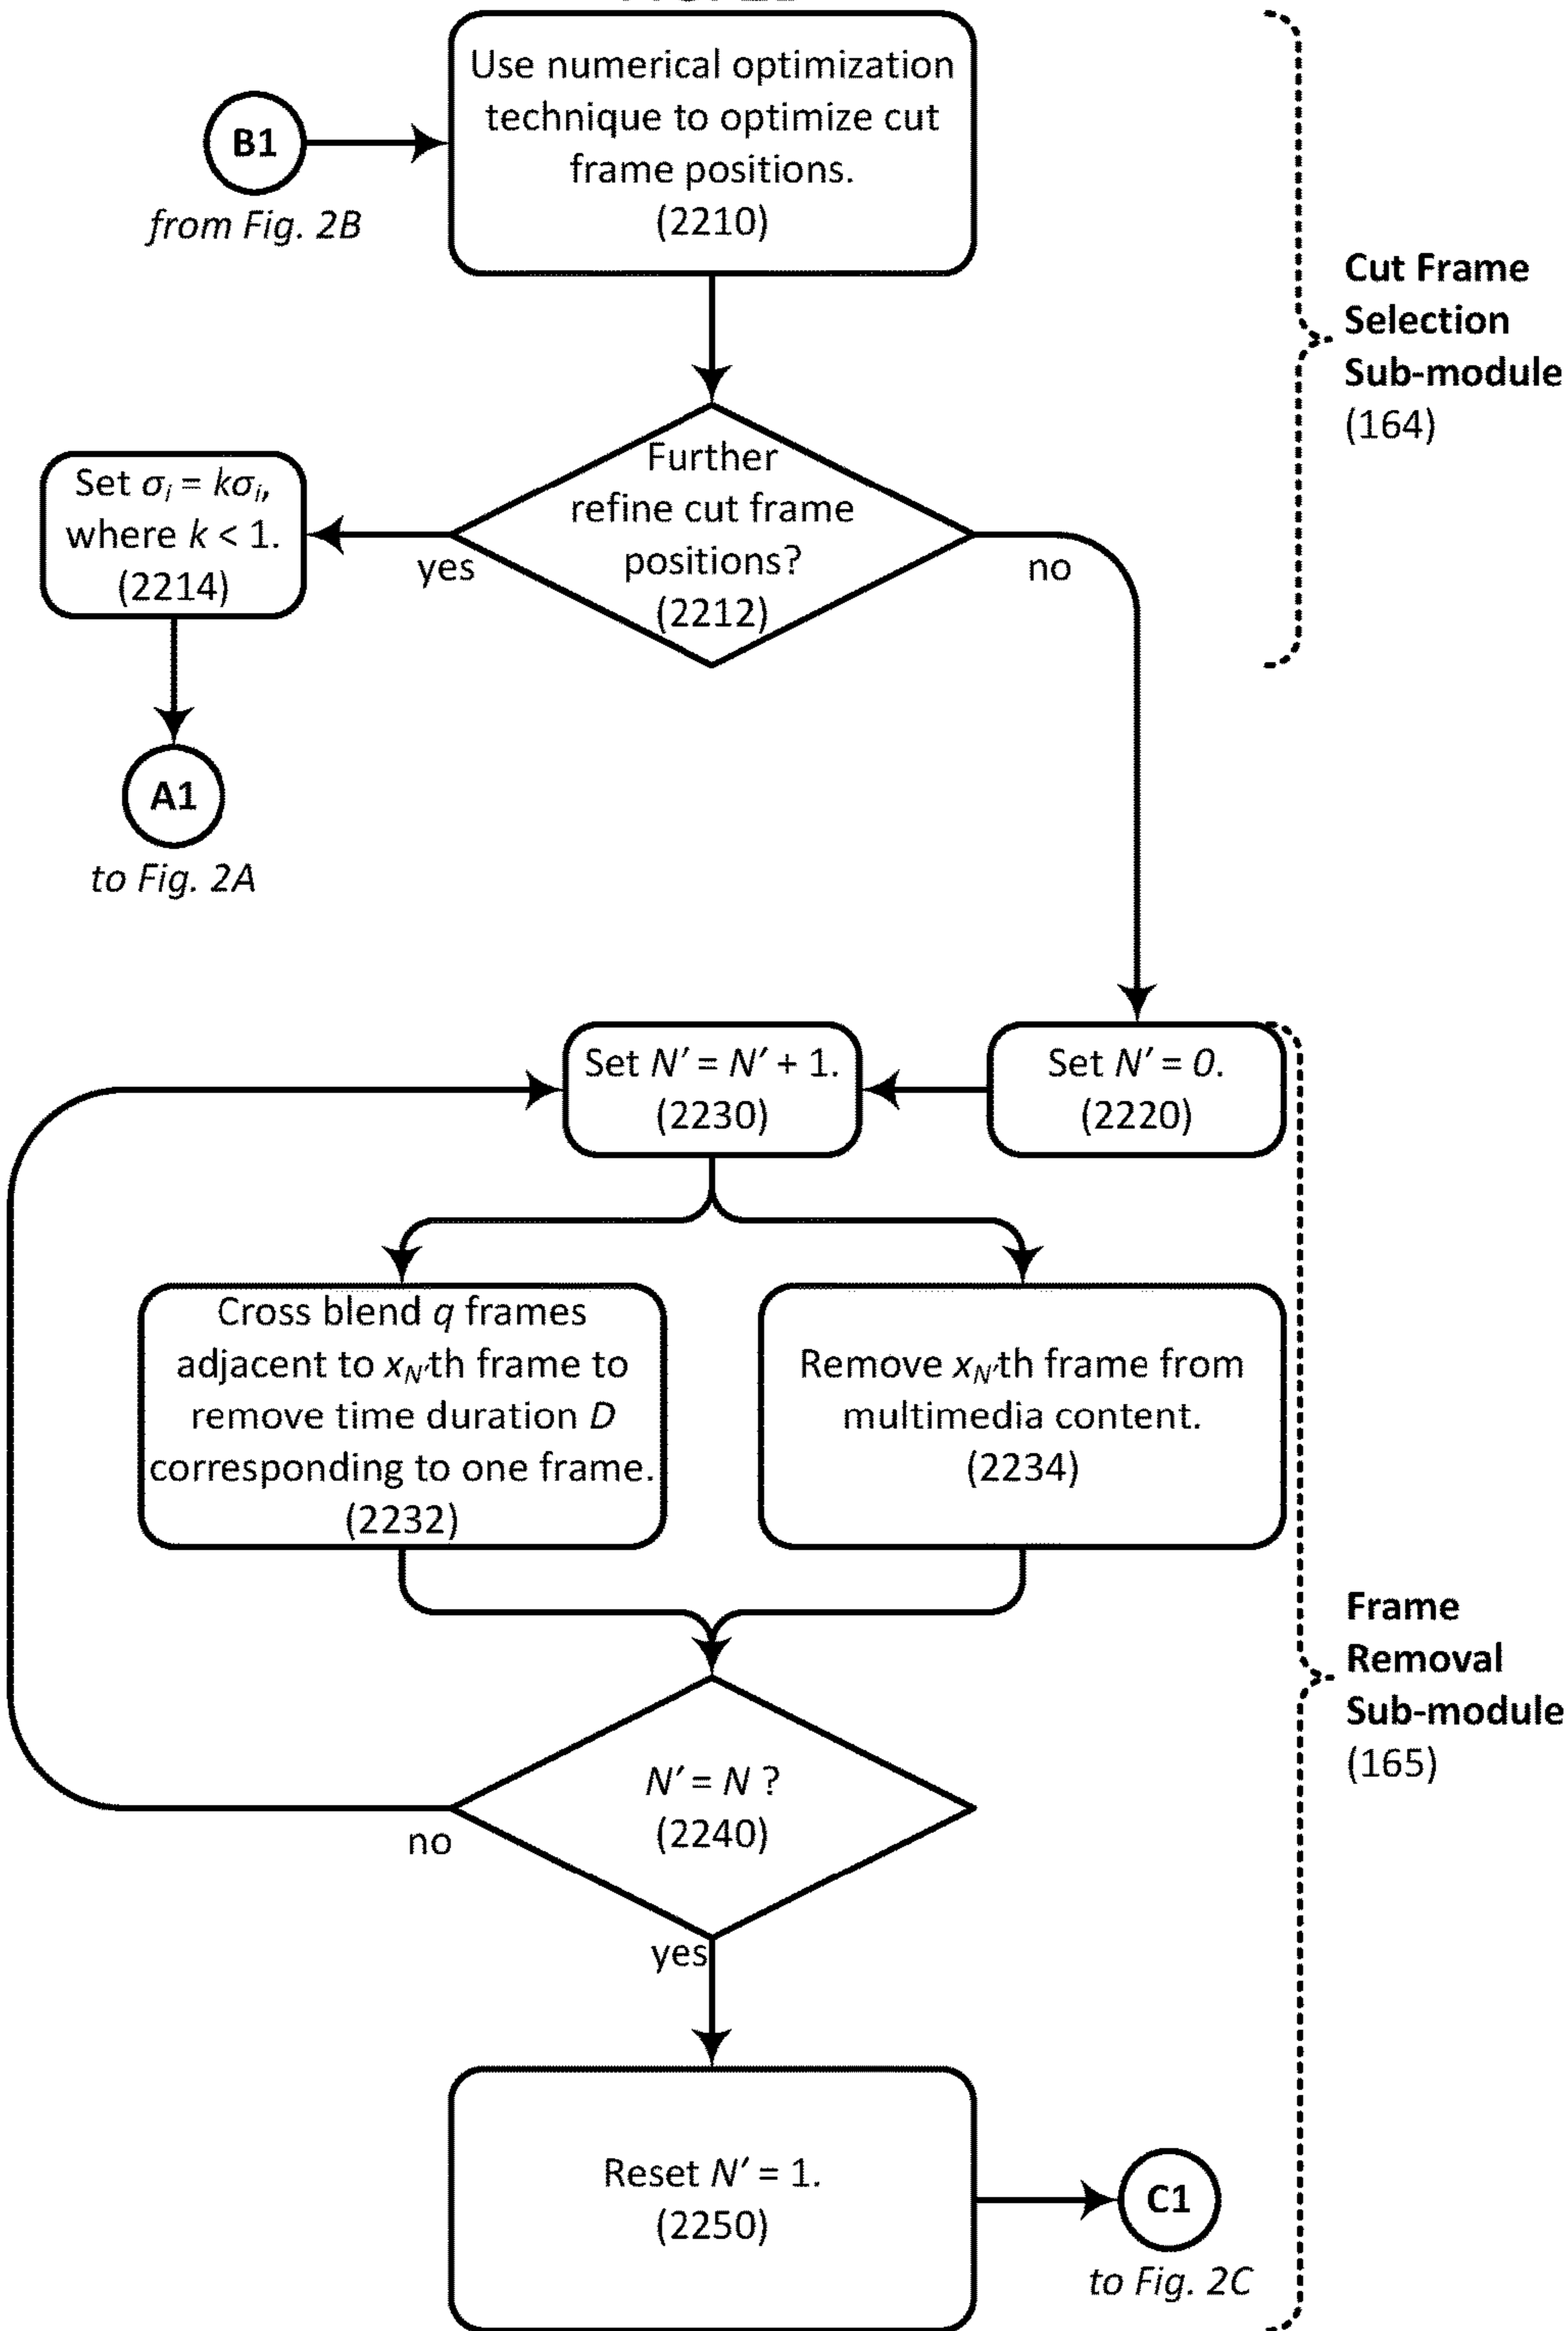 Use numerical optimization
technique to optimize cut
frame positions.
(2210)
B1
from Fig. 2B
Cut Frame
Selection
Sub-module
(164)
Further
refine cut frame
positions?
(2212)
yes
no
Set σi = kσi,
where k < 1.
(2214)
A1
to Fig. 2A
Set N′ = N′ + 1.
(2230)
Set N′ = 0.
(2220)
Cross blend q frames
adjacent to xN′th frame to
remove time duration D
corresponding to one frame.
(2232)
Remove xN′th frame from
multimedia content.
(2234)
Frame
Removal
Sub-module
(165)
N′ = N ?
(2240)
no
yes
Reset N′ = 1.
(2250)
C1
to Fig. 2C